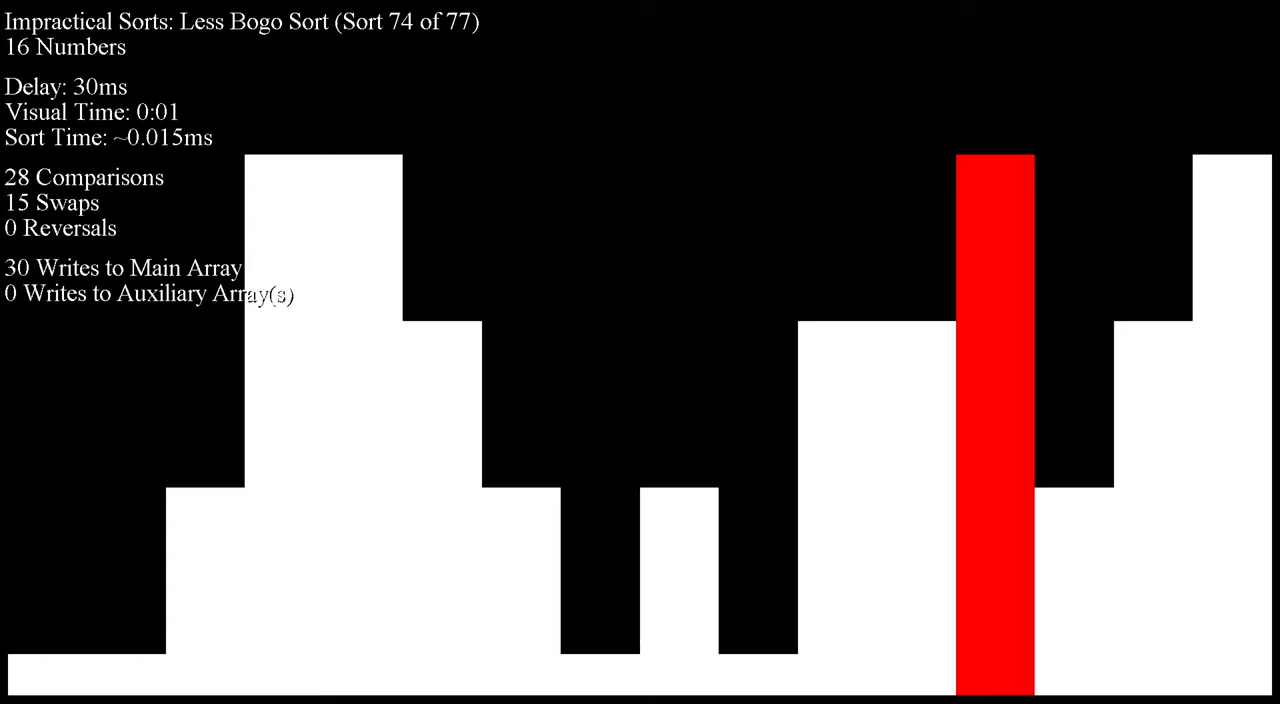 Impractical Sorts: Less Bogo Sort (Sort 74 of 77)
16 Numbers
Delay: 30ms
Visual Time: 0:01
Sort Time: ~0.015ms
28 Comparisons
15 Swaps
0 Reversals
30 Writes to Main Array
0 Writes to Auxiliary Array(s)